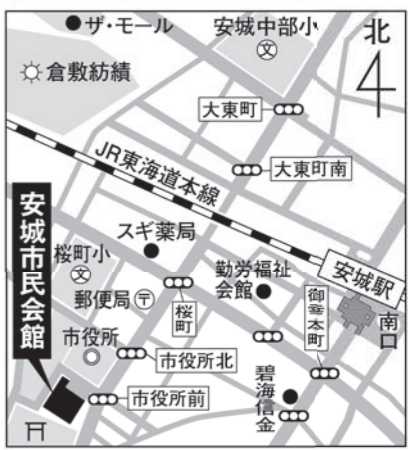 ザ・モール
安城中部小
文
北
倉敷紡績
大東町
JR東海道本線
大東町南
安城市民会館
スギ薬局
桜町小
文
勤労福祉
会館
安城駅
郵便局〒
桜町
御幸本町
南口
市役所
市役所北
碧海信金
市役所前